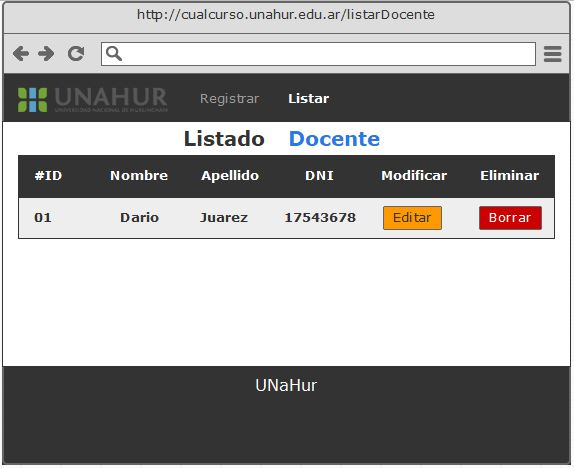 http://cualcurso.unahur.edu.ar/listarDocente
UNAHUR Registrar Listar
UNIVERSIDAD NACIONAL DE HURLINGHAM
Listado Docente
#ID Nombre Apellido DNI Modificar Eliminar
01 Dario Juarez 17543678 Editar Borrar
UNaHur